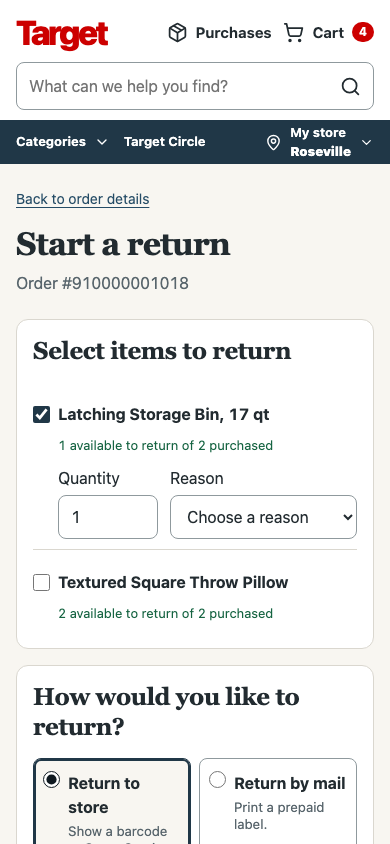 Target
Purchases
Cart
4
What can we help you find?
Categories
Target Circle
My store
Roseville
Back to order details
Start a return
Order #910000001018
Select items to return
Latching Storage Bin, 17 qt
1 available to return of 2 purchased
Quantity
Reason
1
Choose a reason
Textured Square Throw Pillow
2 available to return of 2 purchased
How would you like to
return?
Return to
store
Show a barcode
Return by mail
Print a prepaid
label.